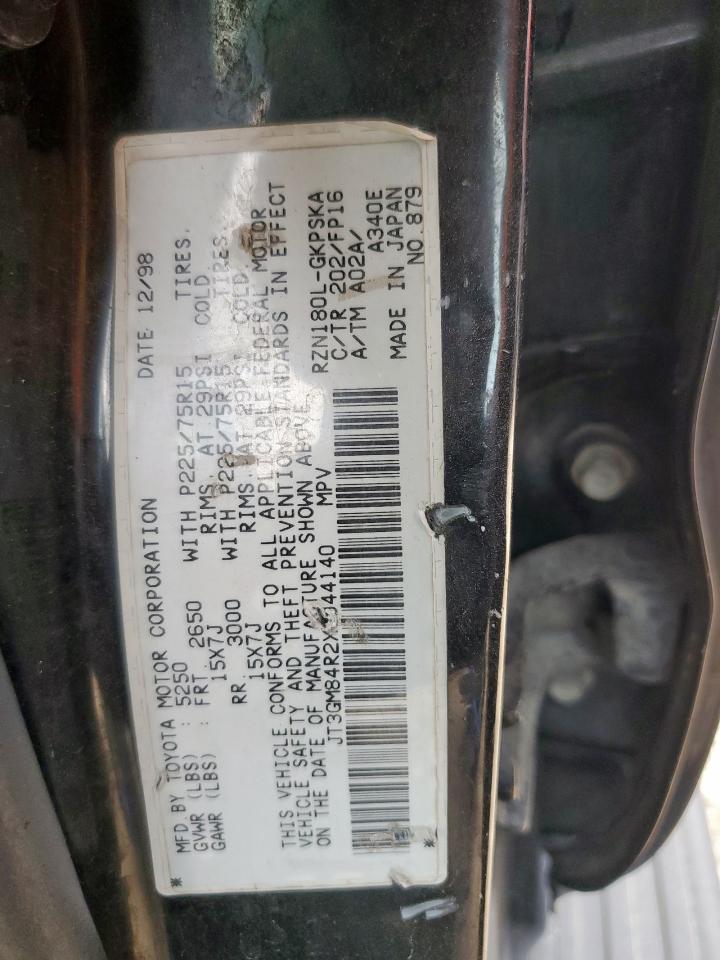 MFD. BY TOYOTA MOTOR CORPORATION DATE 12/98
GVWR (LBS) : 5250
GAWR (LBS) : FRT 2650 WITH P225/75R15 TIRES.
15X7J RIMS. AT 29PSI COLD.
RR. 3000 WITH P225/75R15 TIRES.
15X7J RIMS. AT 29PSI COLD.
THIS VEHICLE CONFORMS TO ALL APPLICABLE FEDERAL MOTOR
VEHICLE SAFETY AND THEFT PREVENTION STANDARDS IN EFFECT
ON THE DATE OF MANUFACTURE SHOWN ABOVE.
MPV
RZN180L-GKPSKA
C/TR 202/FP16
A/TM A02A/ A340E
MADE IN JAPAN
NO 879